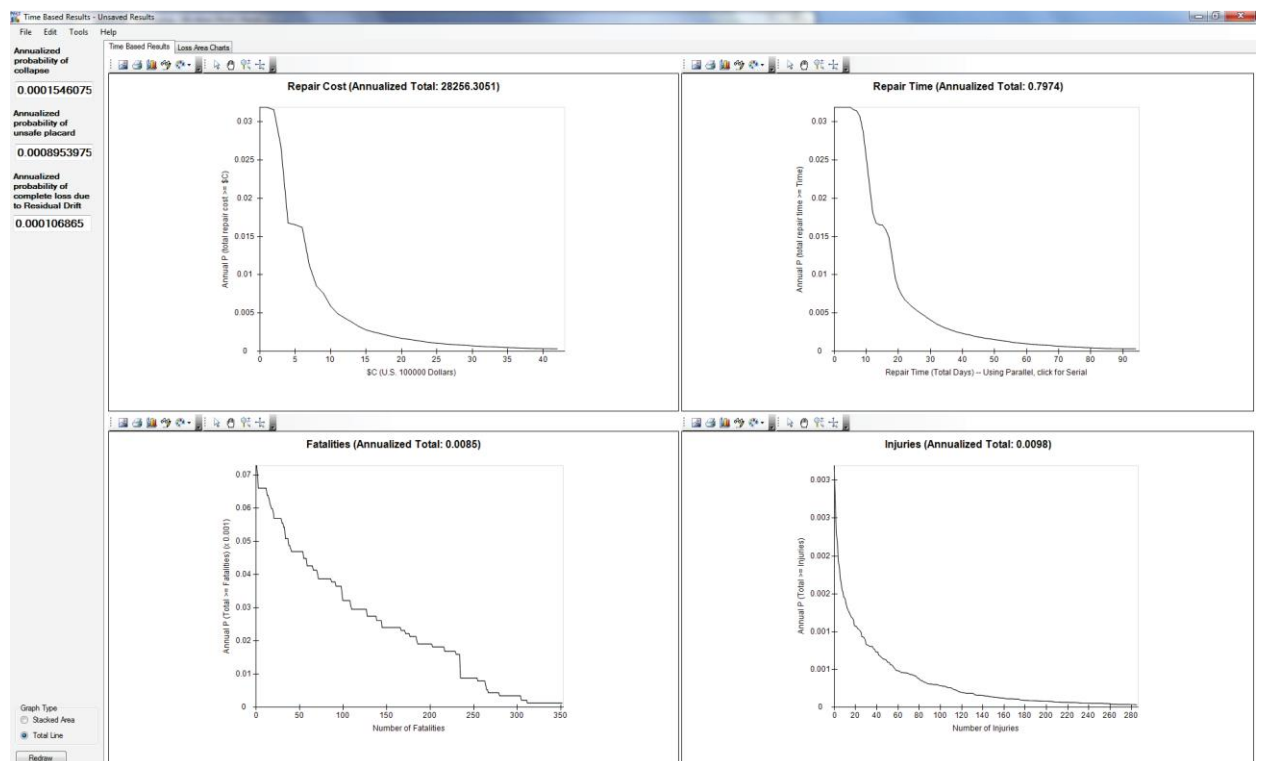 Time Based Results - Unsaved Results
File Edit Tools Help
Annualized
probability of
collapse
0.0001546075
Annualized
probability of
unsafe placard
0.0008953975
Annualized
probability of
complete loss due
to Residual Drift
0.000106865
Graph Type
Stacked Area
Total Line
Redraw
Time Based Results Loss Area Charts
Repair Cost (Annualized Total: 28256.3051)
Annual P (total repair cost >= $C)
0.03
0.025
0.02
0.015
0.01
0.005
0
0 5 10 15 20 25 30 35 40
$C (U.S. 100000 Dollars)
Repair Time (Annualized Total: 0.7974)
Annual P (total repair time >= Time)
0.03
0.025
0.02
0.015
0.01
0.005
0
0 10 20 30 40 50 60 70 80 90
Repair Time (Total Days) -- Using Parallel, click for Serial
Fatalities (Annualized Total: 0.0085)
Annual P (Total >= Fatalities) (x 0.001)
0.07
0.06
0.05
0.04
0.03
0.02
0.01
0
0 50 100 150 200 250 300 350
Number of Fatalities
Injuries (Annualized Total: 0.0098)
Annual P (Total >= Injuries)
0.003
0.003
0.002
0.002
0.001
0.001
0
0 20 40 60 80 100 120 140 160 180 200 220 240 260 280
Number of Injuries